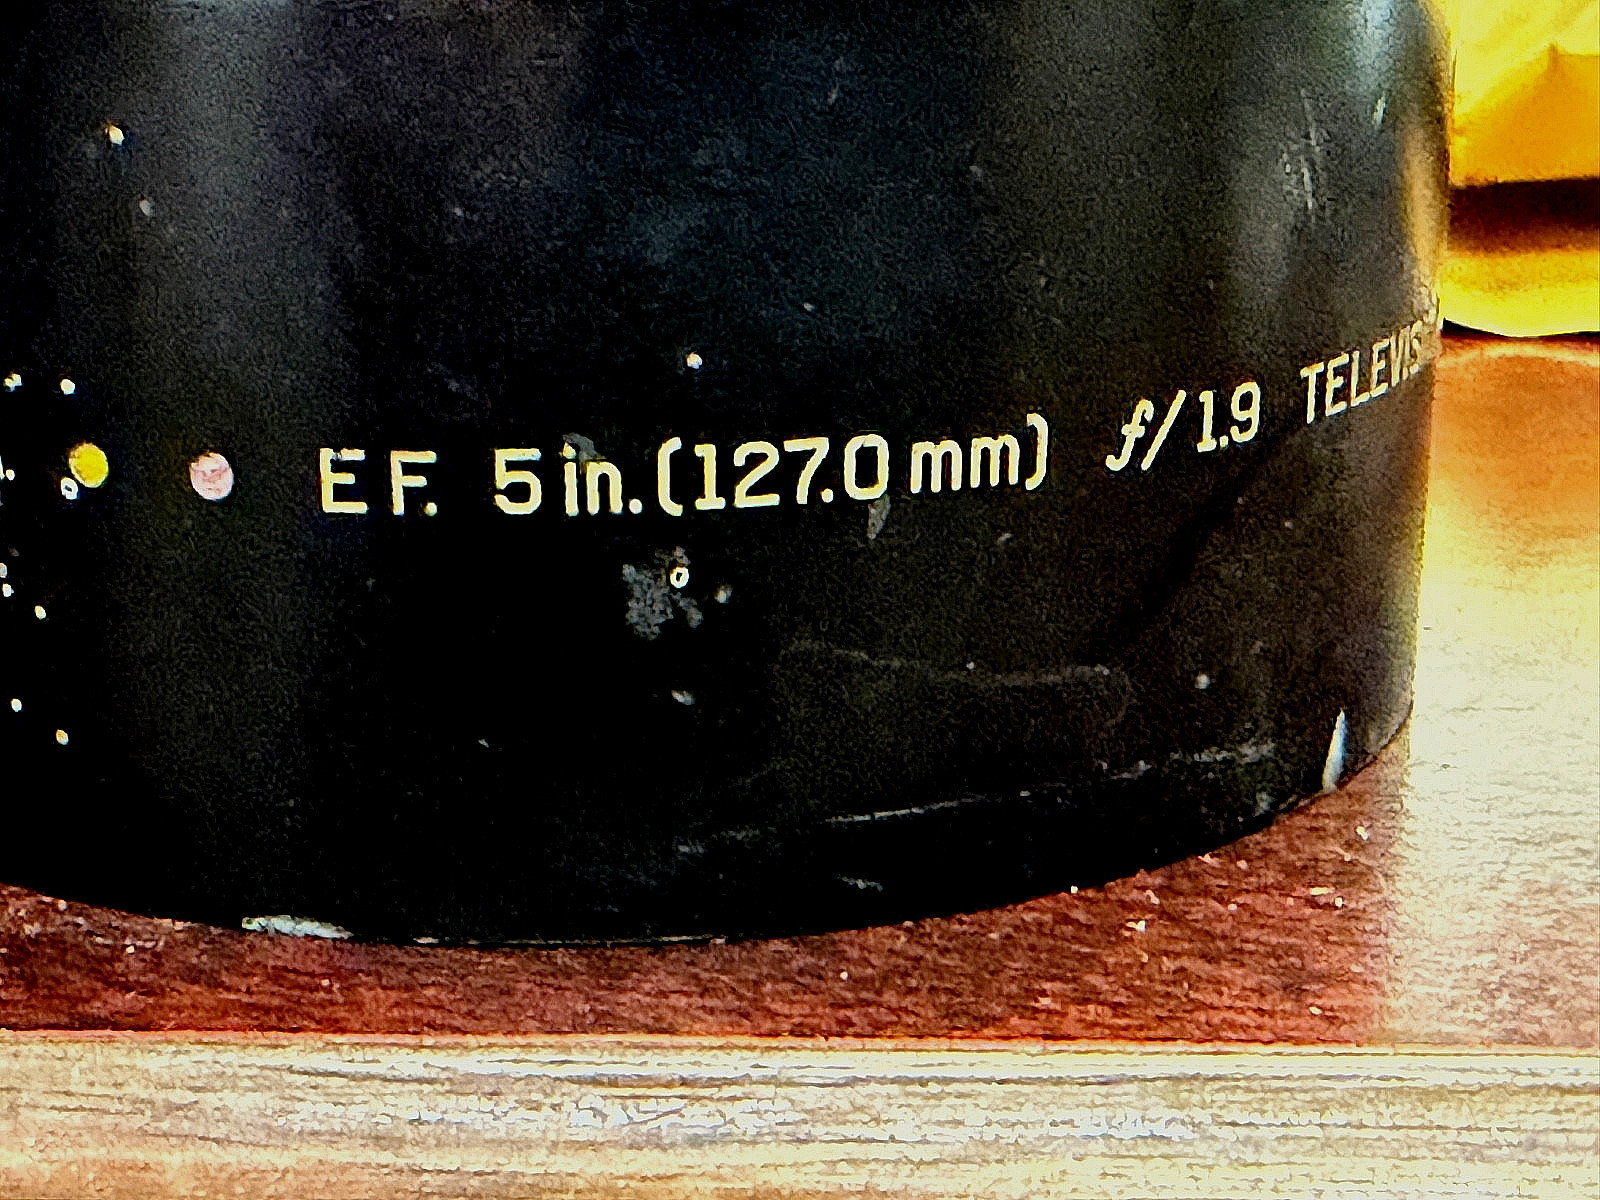 E.F. 5 in. (127.0 mm) f/1.9